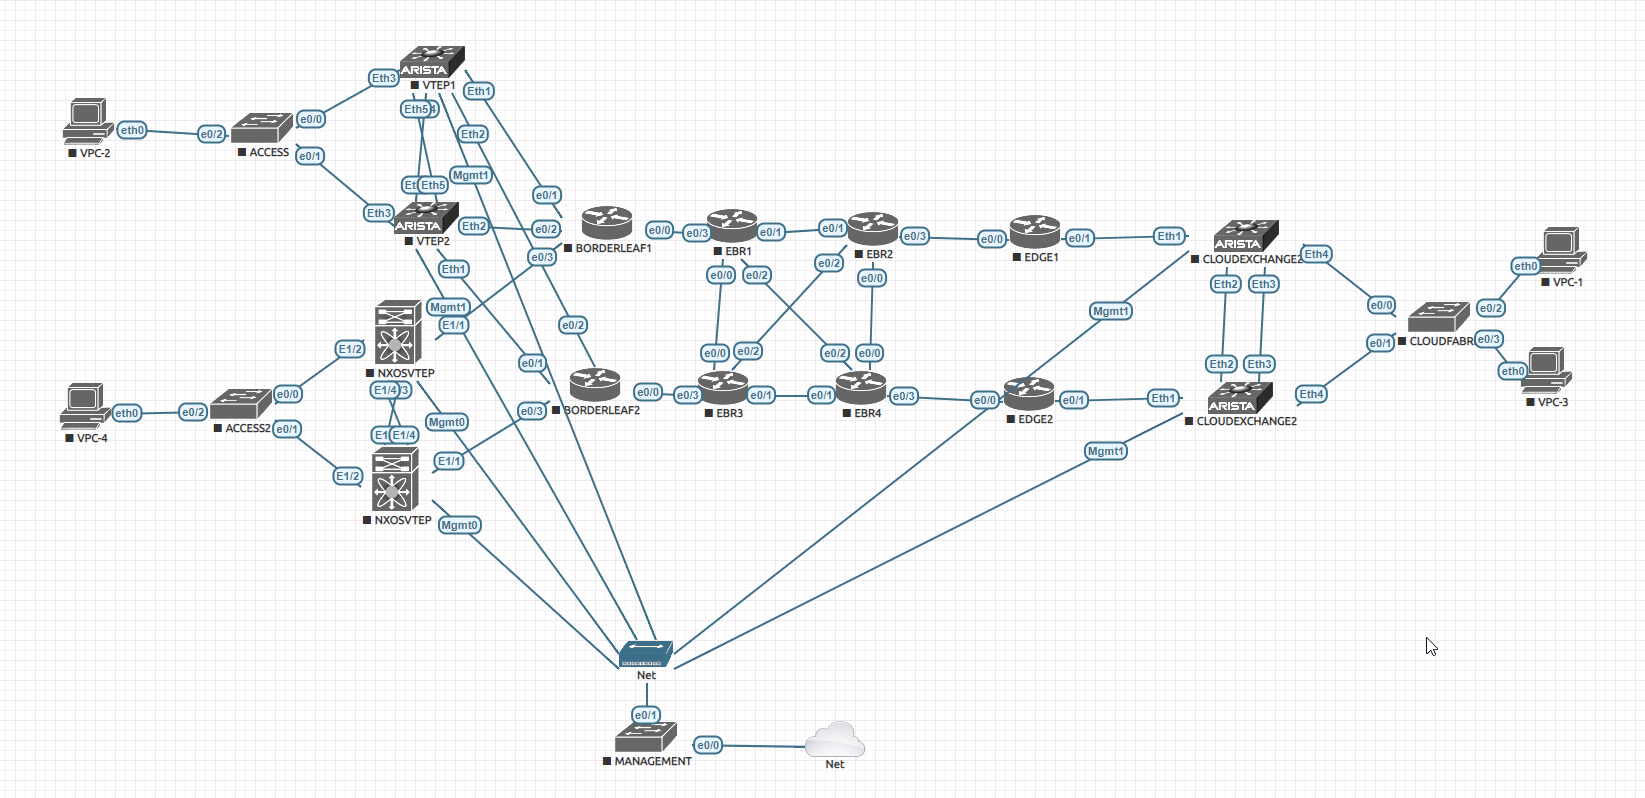 ARISTA
VTEP1
Eth3
Eth1
Eth5
4
Eth2
eth0
e0/2
e0/0
VPC-2
ACCESS
e0/1
Mgmt1
Eth5
e0/1
Eth3
ARISTA
VTEP2
Eth2
e0/2
BORDERLEAF1
e0/3
Eth1
e0/0
e0/3
EBR1
e0/1
e0/1
EBR2
e0/3
e0/0
EDGE1
e0/1
Eth1
ARISTA
CLOUDEXCHANGE2
Eth4
eth0
VPC-1
e0/0
e0/2
e0/2
e0/0
Eth2
Eth3
Mgmt1
Mgmt1
E1/1
e0/2
e0/0
e0/2
CLOUDFABR
e0/1
e0/3
E1/2
NXOSVTEP
e0/1
e0/0
e0/2
e0/2
e0/0
Eth2
Eth3
eth0
VPC-3
E1/4
/3
e0/0
eth0
e0/2
VPC-4
ACCESS2
e0/1
Mgmt0
e0/3
BORDERLEAF2
e0/0
e0/3
EBR3
e0/1
e0/1
EBR4
e0/3
e0/0
EDGE2
e0/1
Eth1
ARISTA
CLOUDEXCHANGE2
Eth4
E1/4
E1/1
E1/2
Mgmt1
NXOSVTEP
Mgmt0
Net
e0/1
MANAGEMENT
e0/0
Net